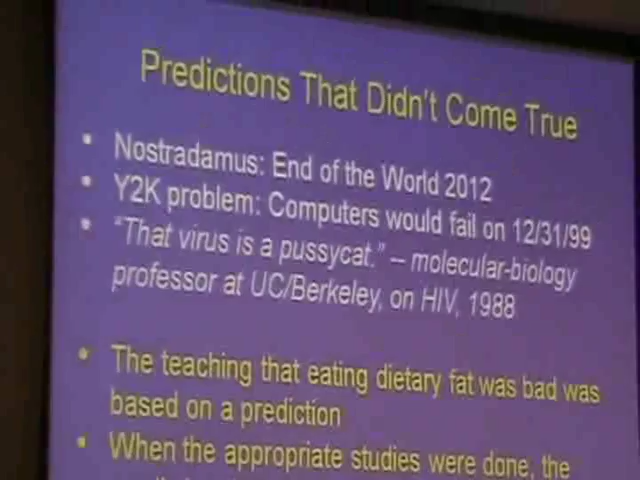 Predictions That Didn't Come True
• Nostradamus: End of the World 2012
• Y2K problem: Computers would fail on 12/31/99
• "That virus is a pussycat." – molecular-biology
professor at UC/Berkeley, on HIV, 1988
• The teaching that eating dietary fat was bad was
based on a prediction
• When the appropriate studies were done, the